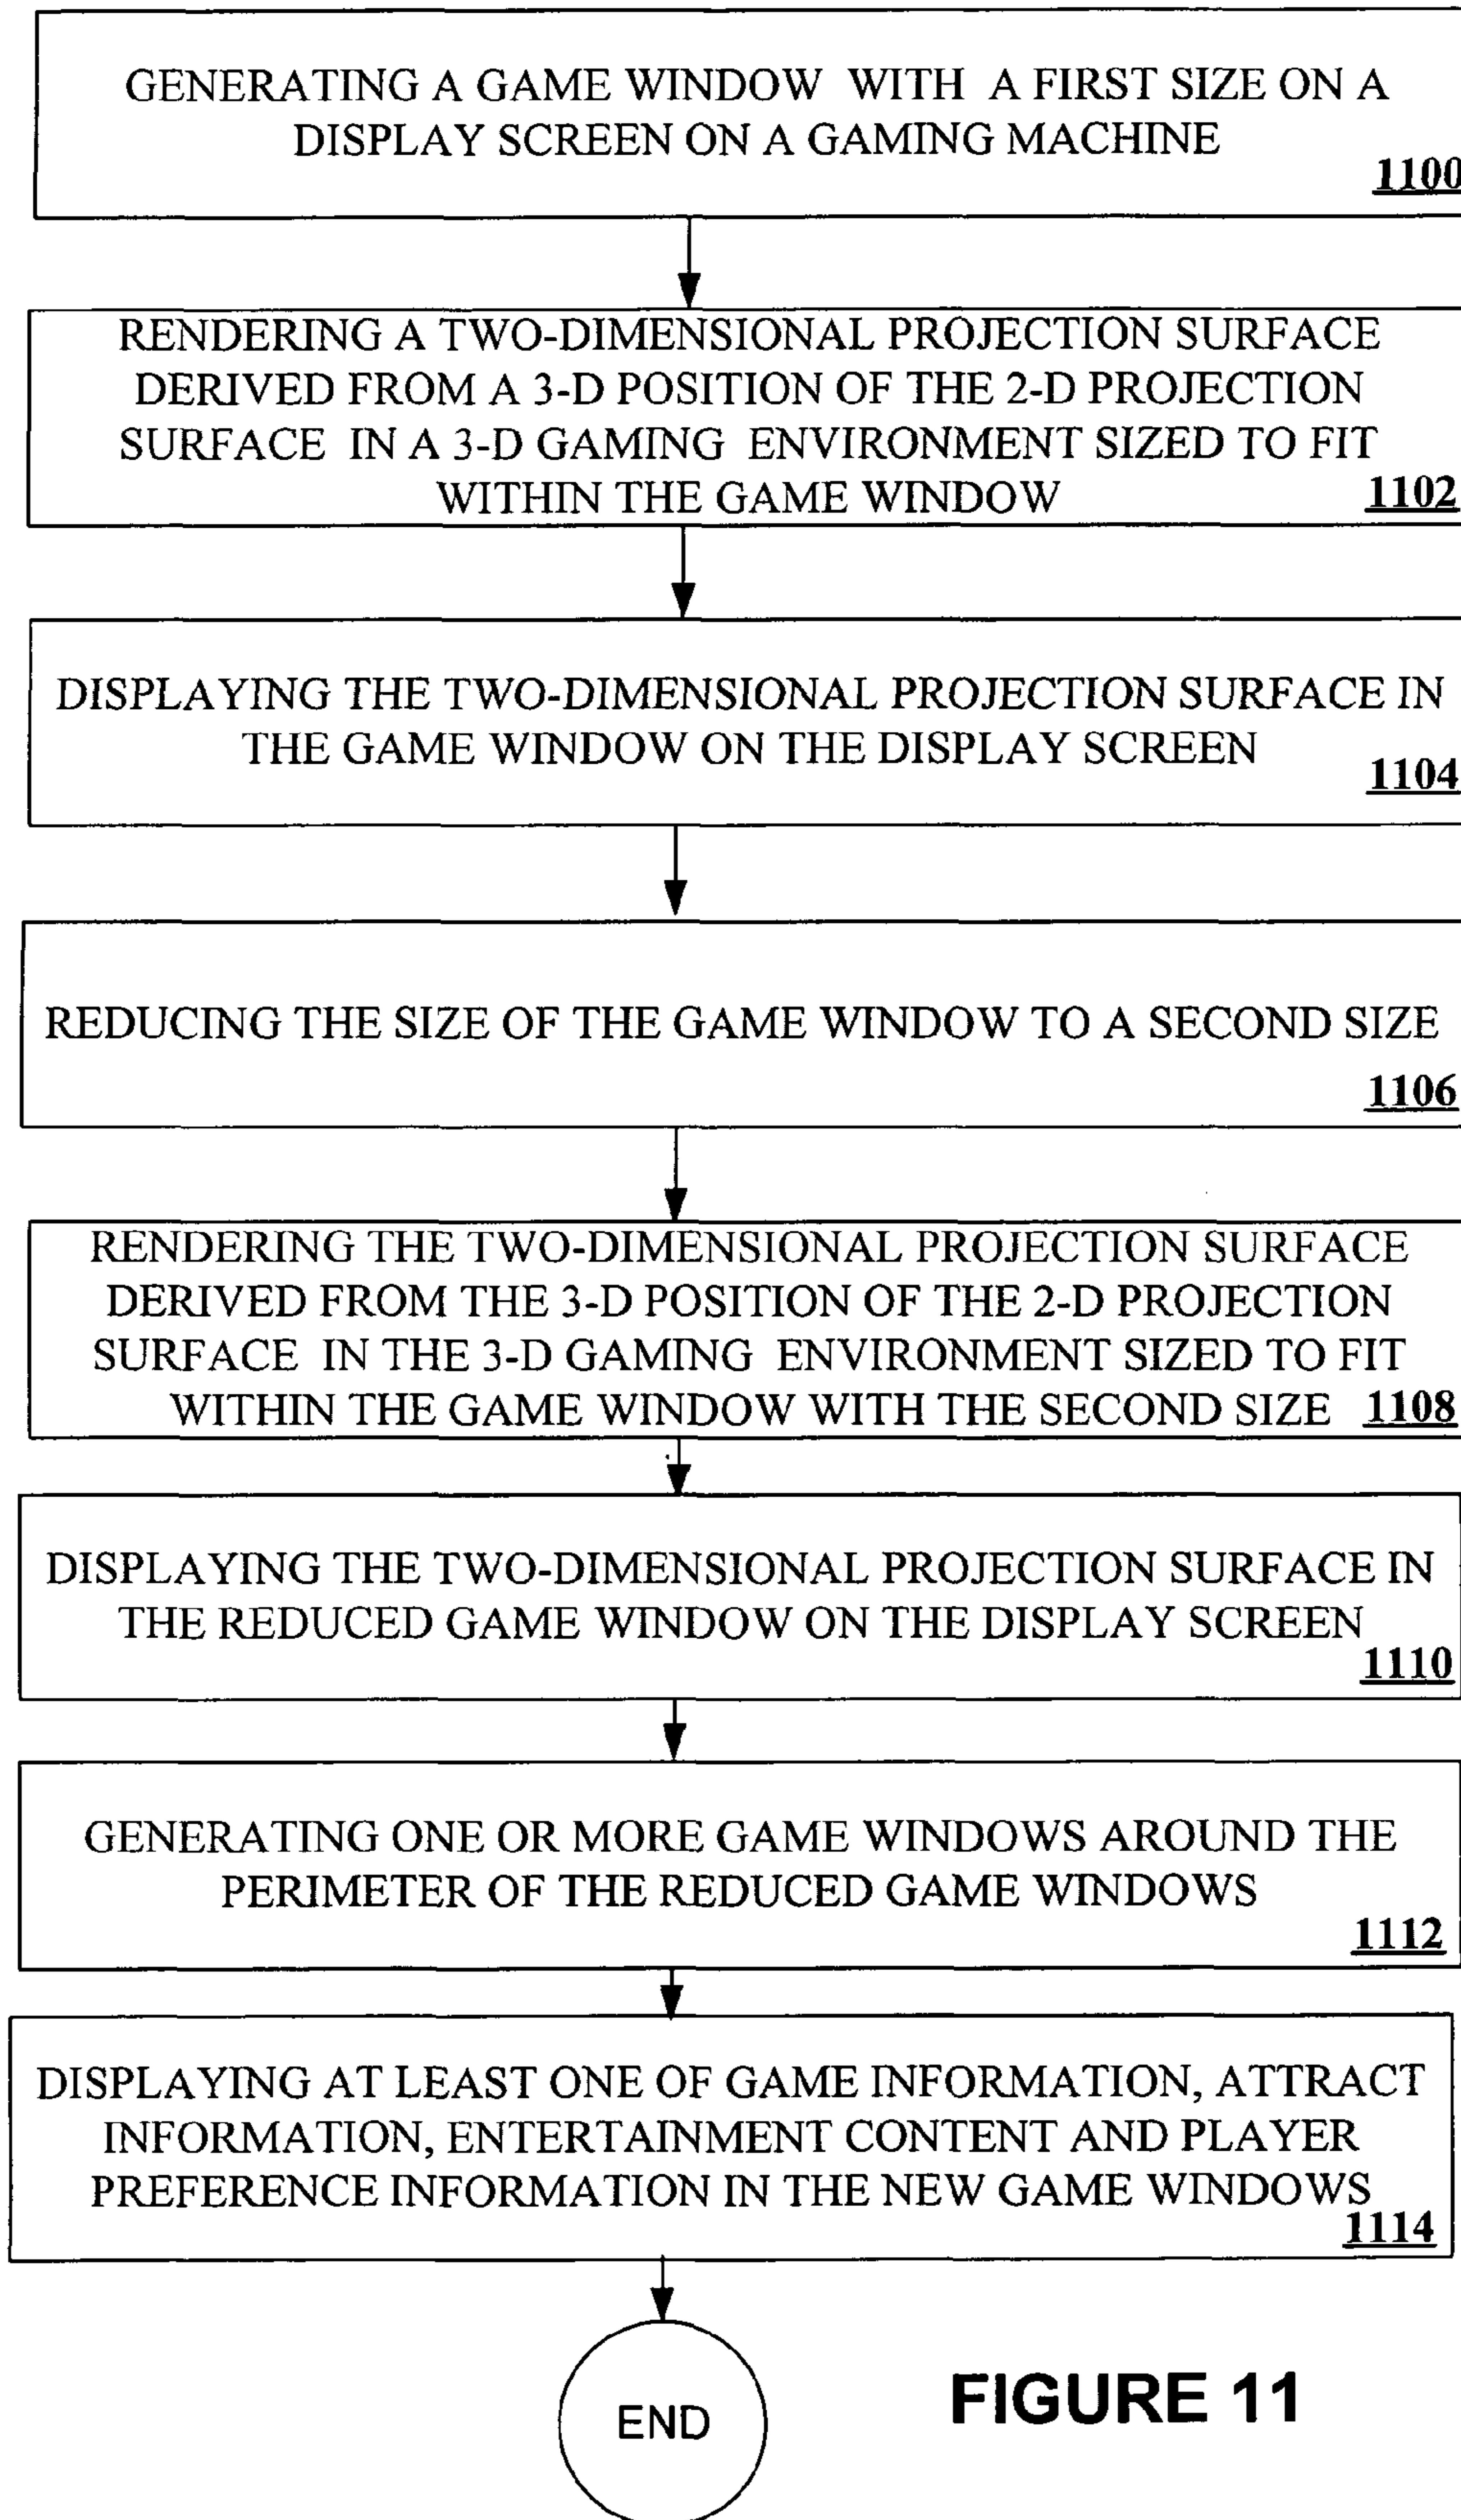 GENERATING A GAME WINDOW WITH A FIRST SIZE ON A
DISPLAY SCREEN ON A GAMING MACHINE
1100
RENDERING A TWO-DIMENSIONAL PROJECTION SURFACE
DERIVED FROM A 3-D POSITION OF THE 2-D PROJECTION
SURFACE IN A 3-D GAMING ENVIRONMENT SIZED TO FIT
WITHIN THE GAME WINDOW 1102
DISPLAYING THE TWO-DIMENSIONAL PROJECTION SURFACE IN
THE GAME WINDOW ON THE DISPLAY SCREEN
1104
REDUCING THE SIZE OF THE GAME WINDOW TO A SECOND SIZE
1106
RENDERING THE TWO-DIMENSIONAL PROJECTION SURFACE
DERIVED FROM THE 3-D POSITION OF THE 2-D PROJECTION
SURFACE IN THE 3-D GAMING ENVIRONMENT SIZED TO FIT
WITHIN THE GAME WINDOW WITH THE SECOND SIZE 1108
DISPLAYING THE TWO-DIMENSIONAL PROJECTION SURFACE IN
THE REDUCED GAME WINDOW ON THE DISPLAY SCREEN
1110
GENERATING ONE OR MORE GAME WINDOWS AROUND THE
PERIMETER OF THE REDUCED GAME WINDOWS
1112
DISPLAYING AT LEAST ONE OF GAME INFORMATION, ATTRACT
INFORMATION, ENTERTAINMENT CONTENT AND PLAYER
PREFERENCE INFORMATION IN THE NEW GAME WINDOWS
1114
END
FIGURE 11